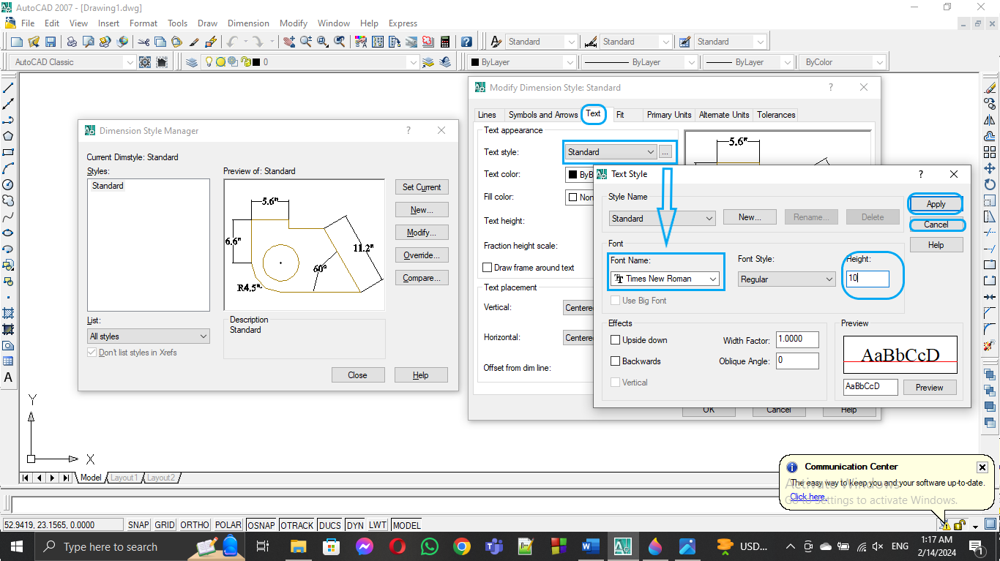 AutoCAD 2007 - [Drawing1.dwg]
File Edit View Insert Format Tools Draw Dimension Modify Window Help Express
Standard Standard Standard
AutoCAD Classic 0 ByLayer ByLayer ByLayer ByColor
Modify Dimension Style: Standard
Lines Symbols and Arrows Text Fit Primary Units Alternate Units Tolerances
Text appearance
Text style: Standard ...
Text color: ByB
Fill color: Non
Text height:
Fraction height scale:
Draw frame around text
Text placement
Vertical: Centered
Horizontal: Centered
Offset from dim line:
5.6"
OK Cancel Help
Dimension Style Manager
Current Dimstyle: Standard
Styles:
Standard
List:
All styles
Don't list styles in Xrefs
Preview of: Standard
5.6"
6.6"
11.2"
60°
R4.5"
Description
Standard
Set Current
New...
Modify...
Override...
Compare...
Close Help
Text Style
Style Name
Standard New... Rename... Delete
Apply
Cancel
Help
Font
Font Name:
Times New Roman
Use Big Font
Font Style:
Regular
Height:
10
Effects
Upside down
Backwards
Vertical
Width Factor: 1.0000
Oblique Angle: 0
Preview
AaBbCcD
AaBbCcD Preview
Y
X
Model Layout1 Layout2
Communication Center
The easy way to keep you and your software up-to-date.
Click here.
Activate Windows
Go to Settings to activate Windows.
52.9419, 23.1565, 0.0000 SNAP GRID ORTHO POLAR OSNAP OTRACK DUCS DYN LWT MODEL
Type here to search
USD...
ENG
1:17 AM
2/14/2024
1